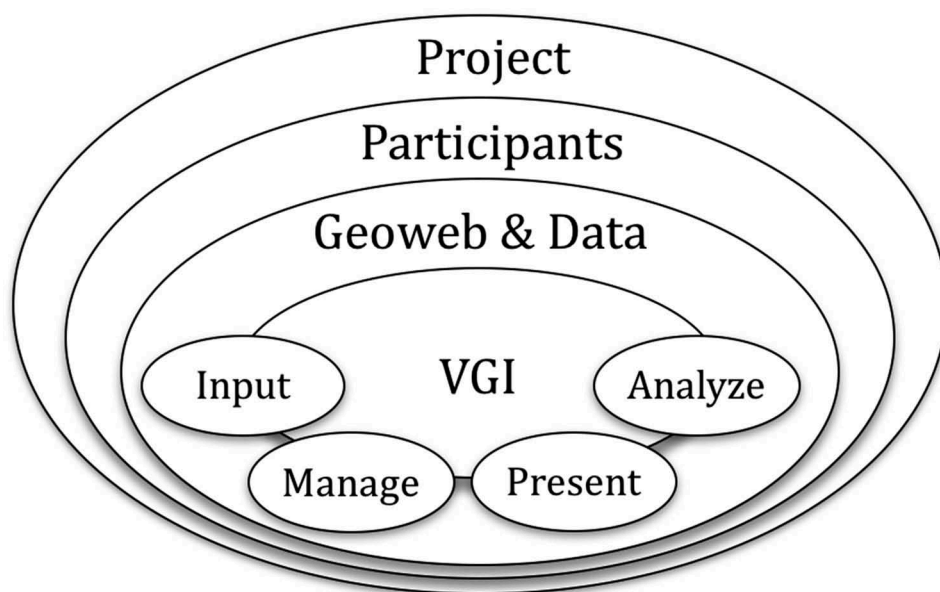 Project
Participants
Geoweb & Data
VGI
Input
Analyze
Manage
Present